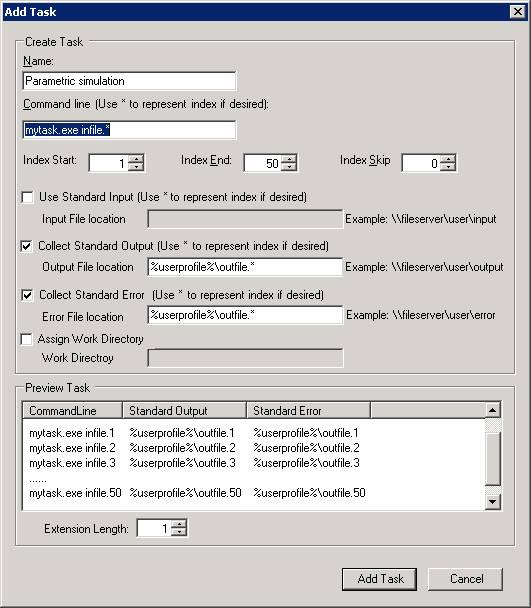 Add Task
Create Task
Name:
Parametric simulation
Command line (Use * to represent index if desired):
mytask.exe infile.*
Index Start: 1 Index End: 50 Index Skip 0
Use Standard Input (Use * to represent index if desired)
Input File location Example: \\fileserver\user\input
Collect Standard Output (Use * to represent index if desired)
Output File location %userprofile%\outfile.* Example: \\fileserver\user\output
Collect Standard Error (Use * to represent index if desired)
Error File location %userprofile%\outfile.* Example: \\fileserver\user\error
Assign Work Directory
Work Directroy
Preview Task
CommandLine Standard Output Standard Error
mytask.exe infile.1 %userprofile%\outfile.1 %userprofile%\outfile.1
mytask.exe infile.2 %userprofile%\outfile.2 %userprofile%\outfile.2
mytask.exe infile.3 %userprofile%\outfile.3 %userprofile%\outfile.3
......
mytask.exe infile.50 %userprofile%\outfile.50 %userprofile%\outfile.50
Extension Length: 1
Add Task Cancel